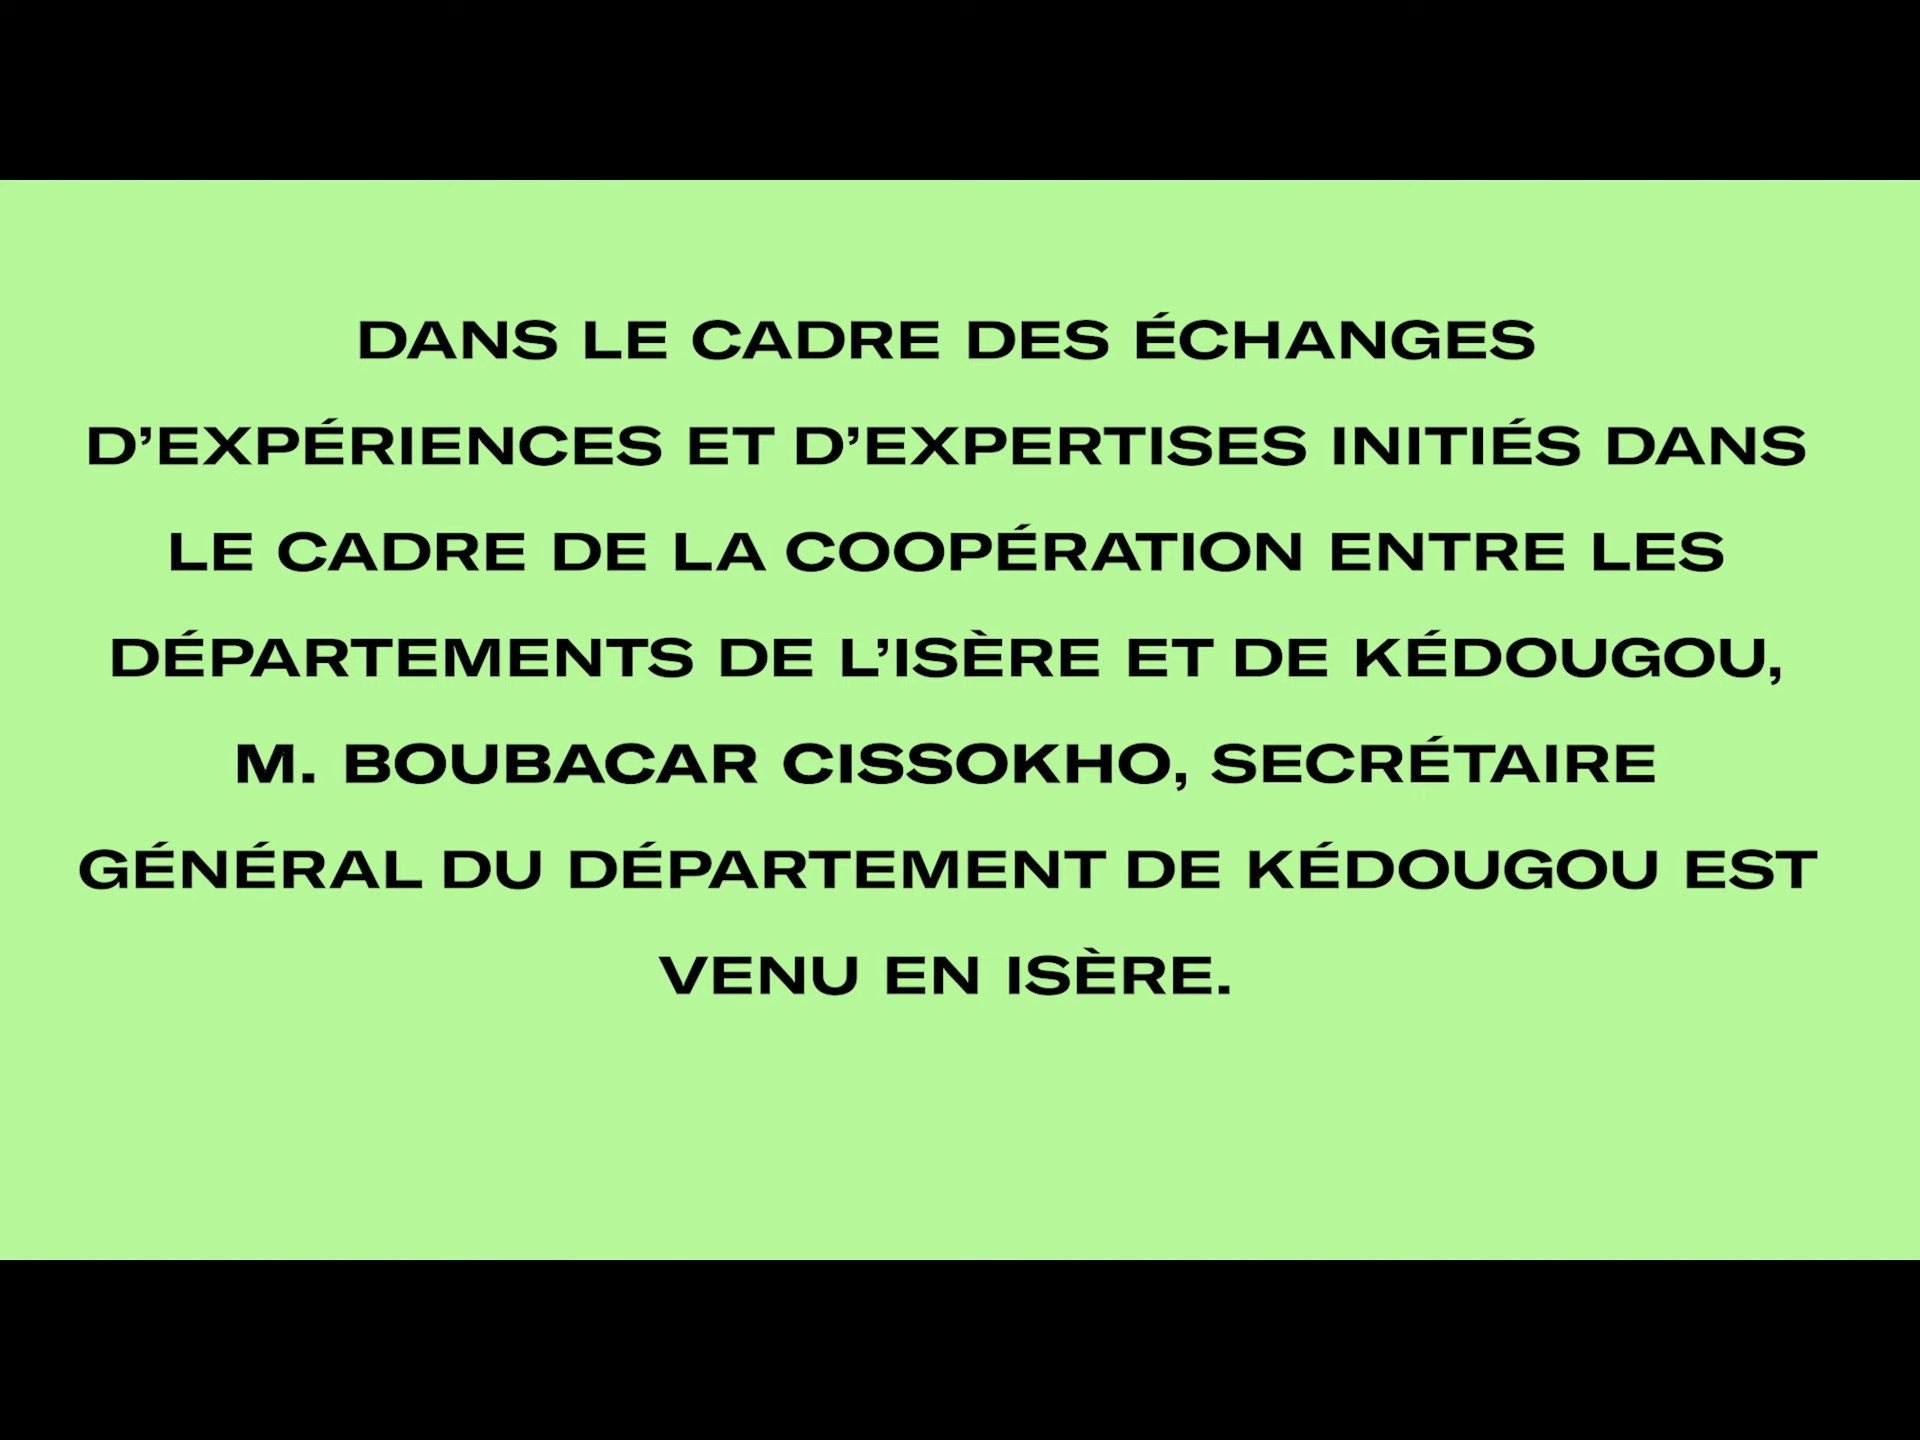 DANS LE CADRE DES ÉCHANGES
D’EXPÉRIENCES ET D’EXPERTISES INITIÉS DANS
LE CADRE DE LA COOPÉRATION ENTRE LES
DÉPARTEMENTS DE L’ISÈRE ET DE KÉDOUGOU,
M. BOUBACAR CISSOKHO, SECRÉTAIRE
GÉNÉRAL DU DÉPARTEMENT DE KÉDOUGOU EST
VENU EN ISÈRE.